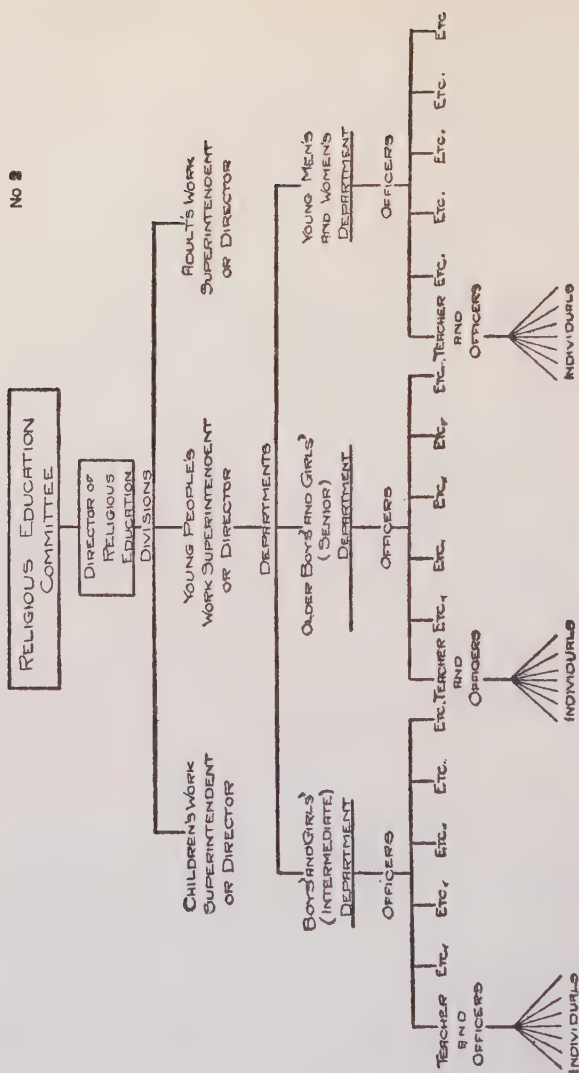 No 2
RELIGIOUS EDUCATION
COMMITTEE
DIRECTOR OF
RELIGIOUS
EDUCATION
DIVISIONS
CHILDREN'S WORK
SUPERINTENDENT
OR DIRECTOR
YOUNG PEOPLE'S
WORK SUPERINTENDENT
OR DIRECTOR
ADULT'S WORK
SUPERINTENDENT
OR DIRECTOR
DEPARTMENTS
BOYS' AND GIRLS'
(INTERMEDIATE)
DEPARTMENT
OLDER BOYS' AND GIRLS'
(SENIOR)
DEPARTMENT
YOUNG MEN'S
AND WOMEN'S
DEPARTMENT
OFFICERS
OFFICERS
OFFICERS
TEACHER
AND
OFFICERS
ETC.
ETC.
ETC.
ETC.
ETC.
TEACHER
AND
OFFICERS
ETC.
ETC.
ETC.
ETC.
ETC.
TEACHER
AND
OFFICERS
ETC.
ETC.
ETC.
ETC.
ETC
INDIVIDUALS
INDIVIDUALS
INDIVIDUALS